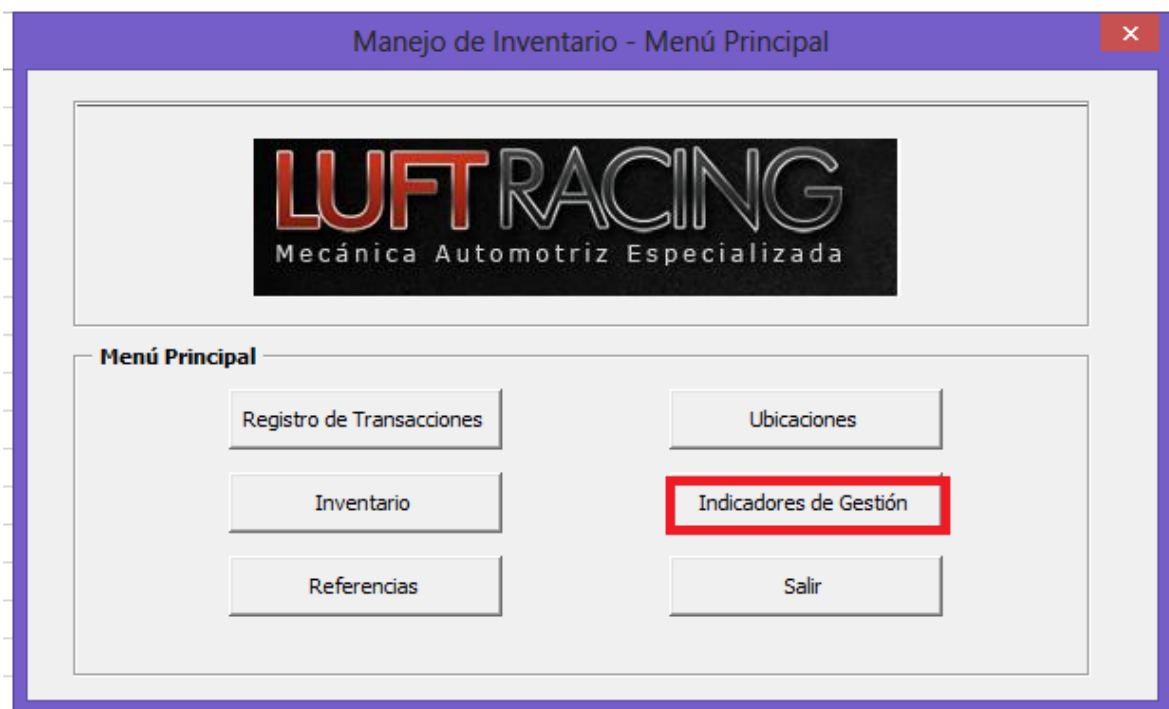 Manejo de Inventario - Menú Principal
LUFT RACING
Mecánica Automotriz Especializada
Menú Principal
Registro de Transacciones
Ubicaciones
Inventario
Indicadores de Gestión
Referencias
Salir